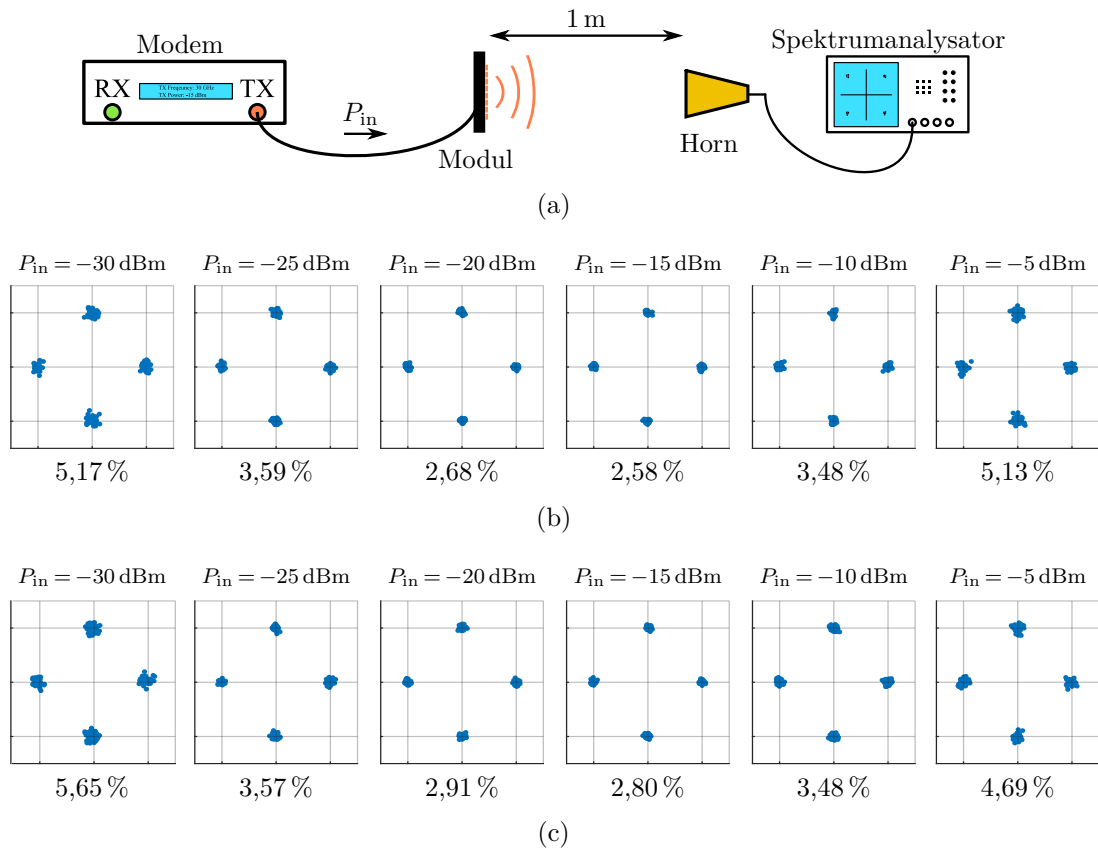 1 m
Modem
Spektrumanalysator
RX
TX Freqeuncy: 30 GHz
TX Power: -15 dBm
TX
P_in
Modul
Horn
(a)
P_in = −30 dBm P_in = −25 dBm P_in = −20 dBm P_in = −15 dBm P_in = −10 dBm P_in = −5 dBm
5,17 % 3,59 % 2,68 % 2,58 % 3,48 % 5,13 %
(b)
P_in = −30 dBm P_in = −25 dBm P_in = −20 dBm P_in = −15 dBm P_in = −10 dBm P_in = −5 dBm
5,65 % 3,57 % 2,91 % 2,80 % 3,48 % 4,69 %
(c)